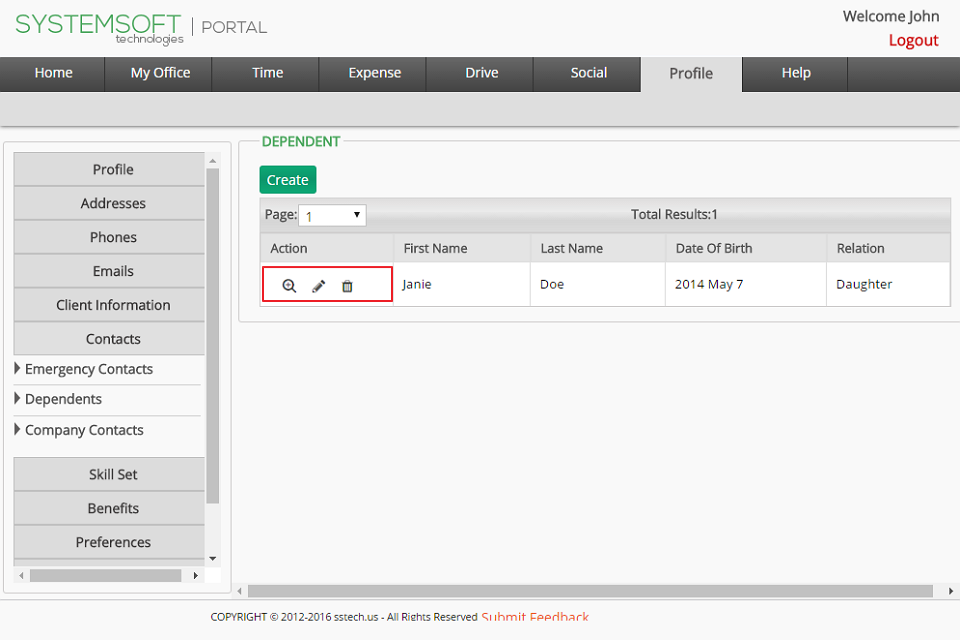 SYSTEMSOFT | PORTAL
technologies
Welcome John
Logout
Home My Office Time Expense Drive Social Profile Help
Profile
Addresses
Phones
Emails
Client Information
Contacts
Emergency Contacts
Dependents
Company Contacts
Skill Set
Benefits
Preferences
DEPENDENT
Create
Page: 1 Total Results:1
Action First Name Last Name Date Of Birth Relation
Janie Doe 2014 May 7 Daughter
COPYRIGHT © 2012-2016 sstech.us - All Rights Reserved Submit Feedback